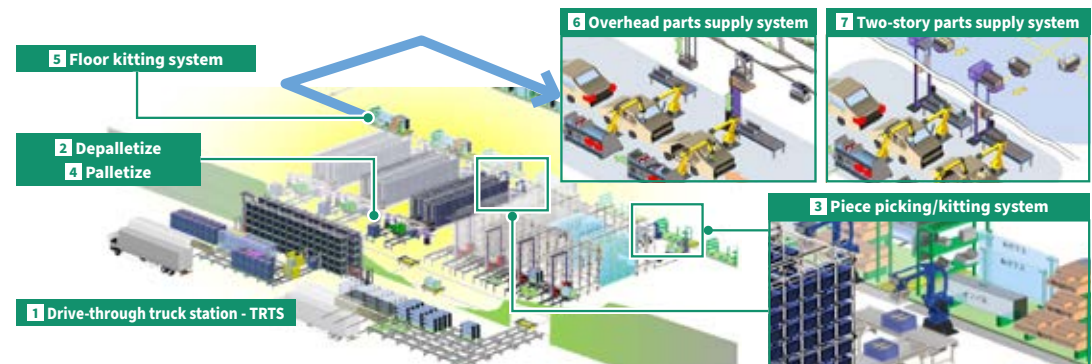 6 Overhead parts supply system
7 Two-story parts supply system
5 Floor kitting system
2 Depalletize
4 Palletize
3 Piece picking/kitting system
1 Drive-through truck station - TRTS